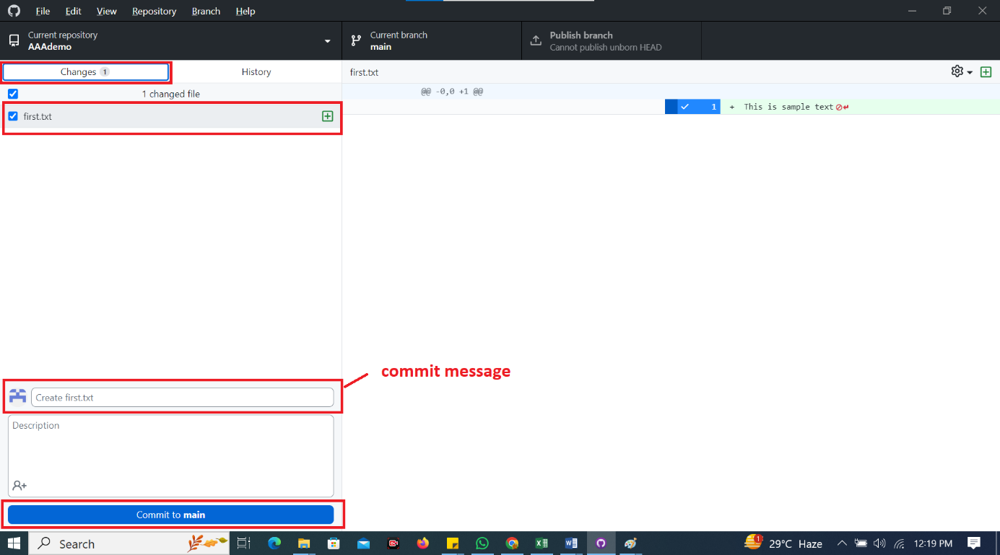 File Edit View Repository Branch Help
Current repository
AAAdemo
Current branch
main
Publish branch
Cannot publish unborn HEAD
Changes 1
History
first.txt
1 changed file
@@ -0,0 +1 @@
first.txt
1 + This is sample text
commit message
Create first.txt
Description
Commit to main
Search
1
29°C Haze
12:19 PM